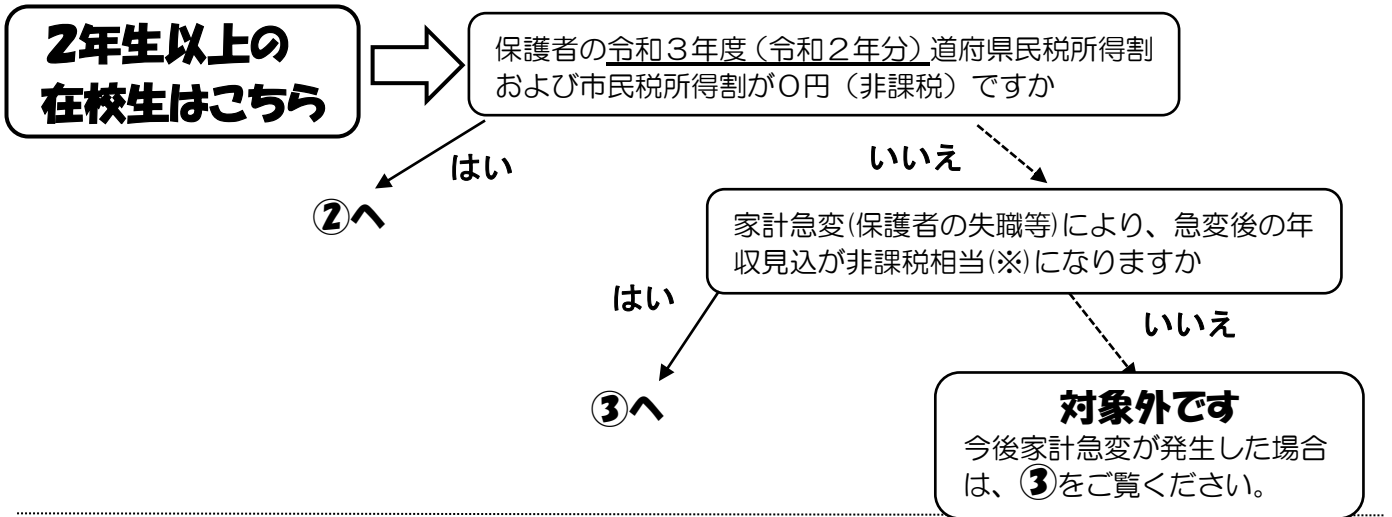 2年生以上の
在校生はこちら
保護者の令和3年度(令和2年分)道府県民税所得割
および市民税所得割が0円(非課税)ですか
はい
いいえ
②へ
家計急変(保護者の失職等)により、急変後の年
収見込が非課税相当(※)になりますか
はい
いいえ
③へ
対象外です
今後家計急変が発生した場合
は、③をご覧ください。